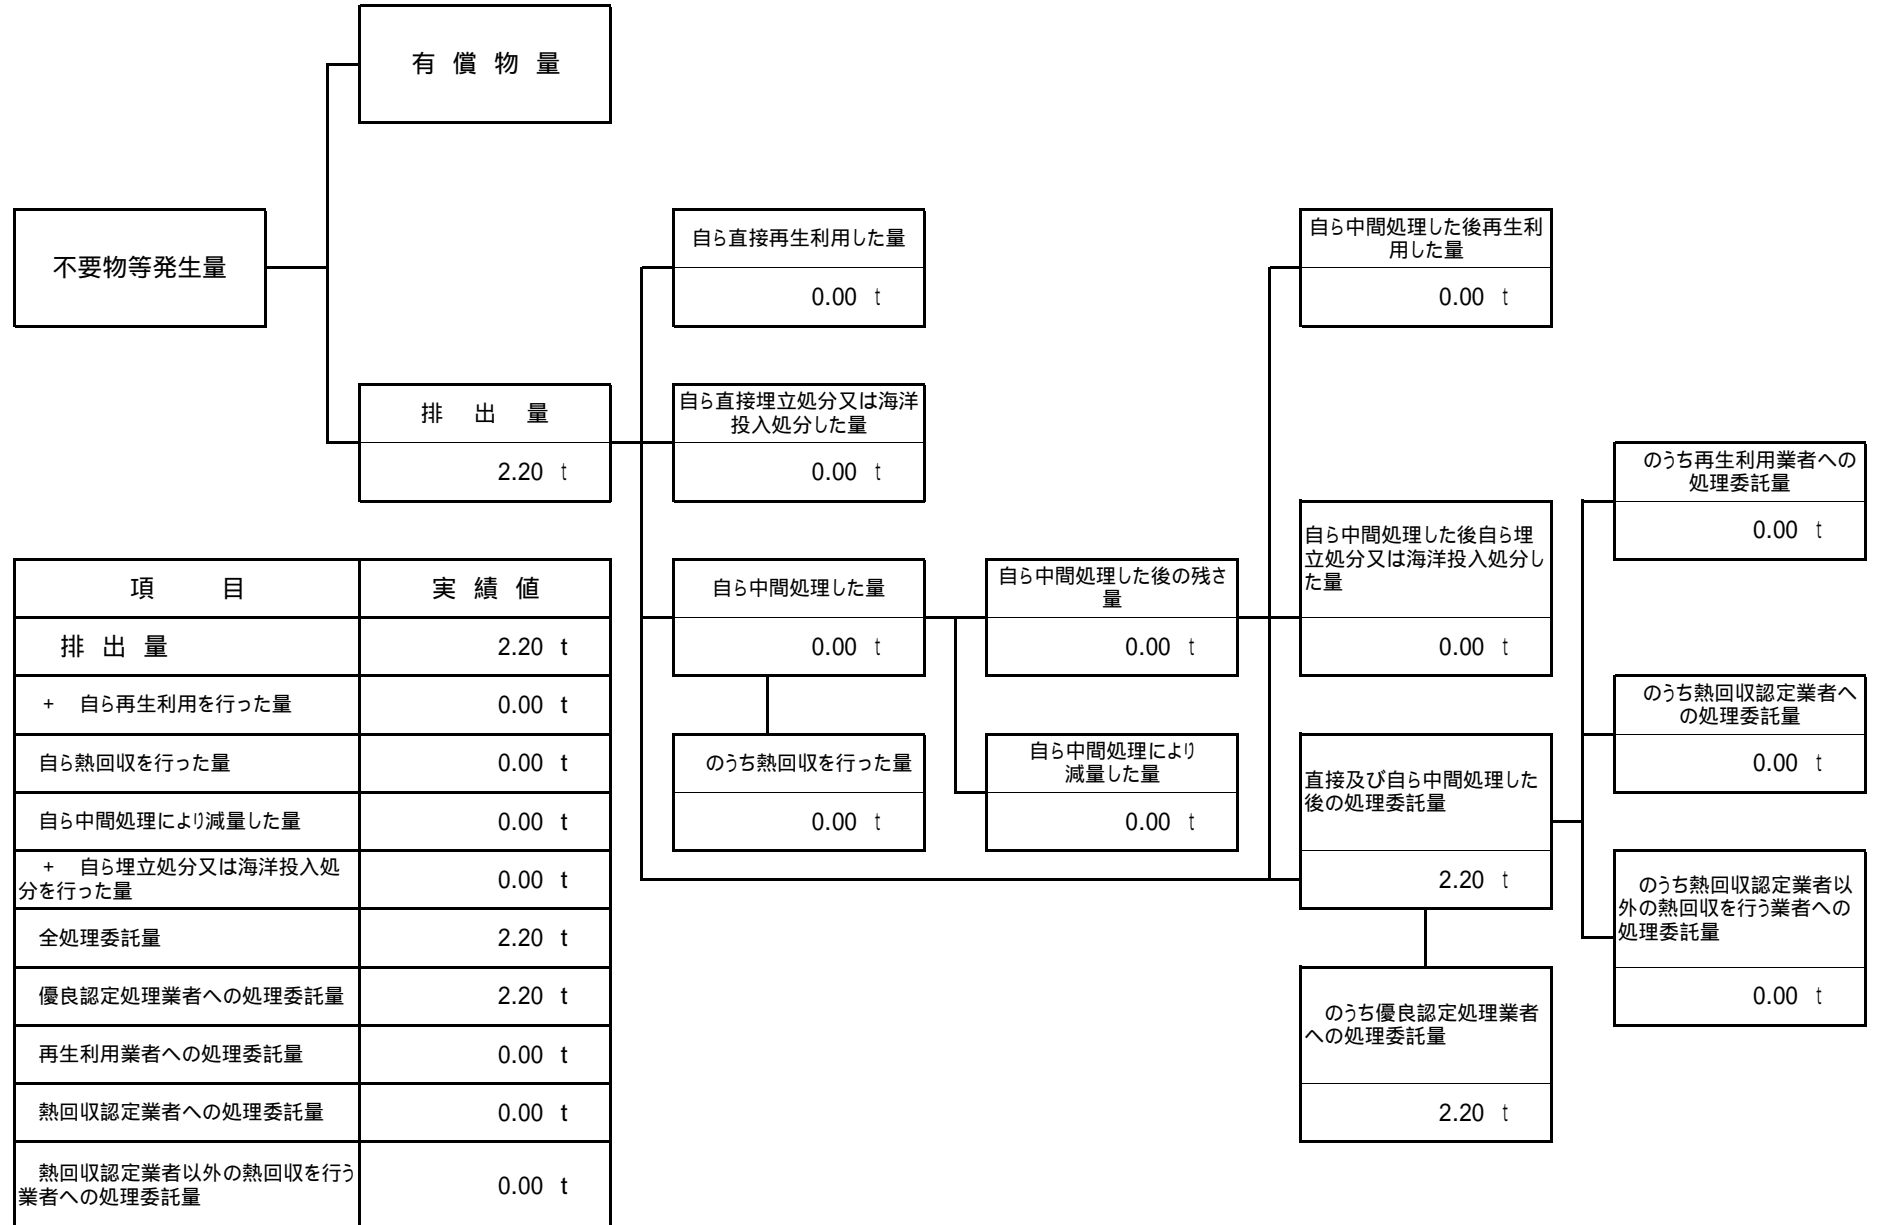 有 償 物 量
不要物等発生量
自ら直接再生利用した量
0.00 t
自ら中間処理した後再生利
用した量
0.00 t
排 出 量
2.20 t
自ら直接埋立処分又は海洋
投入処分した量
0.00 t
のうち再生利用業者への
処理委託量
0.00 t
自ら中間処理した量
0.00 t
自ら中間処理した後の残さ
量
0.00 t
自ら中間処理した後自ら埋
立処分又は海洋投入処分し
た量
0.00 t
のうち熱回収認定業者へ
の処理委託量
0.00 t
のうち熱回収を行った量
0.00 t
自ら中間処理により
減量した量
0.00 t
直接及び自ら中間処理した
後の処理委託量
2.20 t
のうち熱回収認定業者以
外の熱回収を行う業者への
処理委託量
0.00 t
のうち優良認定処理業者
への処理委託量
2.20 t
項 目 実 績 値
排 出 量 2.20 t
+ 自ら再生利用を行った量 0.00 t
自ら熱回収を行った量 0.00 t
自ら中間処理により減量した量 0.00 t
+ 自ら埋立処分又は海洋投入処
分を行った量 0.00 t
全処理委託量 2.20 t
優良認定処理業者への処理委託量 2.20 t
再生利用業者への処理委託量 0.00 t
熱回収認定業者への処理委託量 0.00 t
熱回収認定業者以外の熱回収を行う
業者への処理委託量 0.00 t